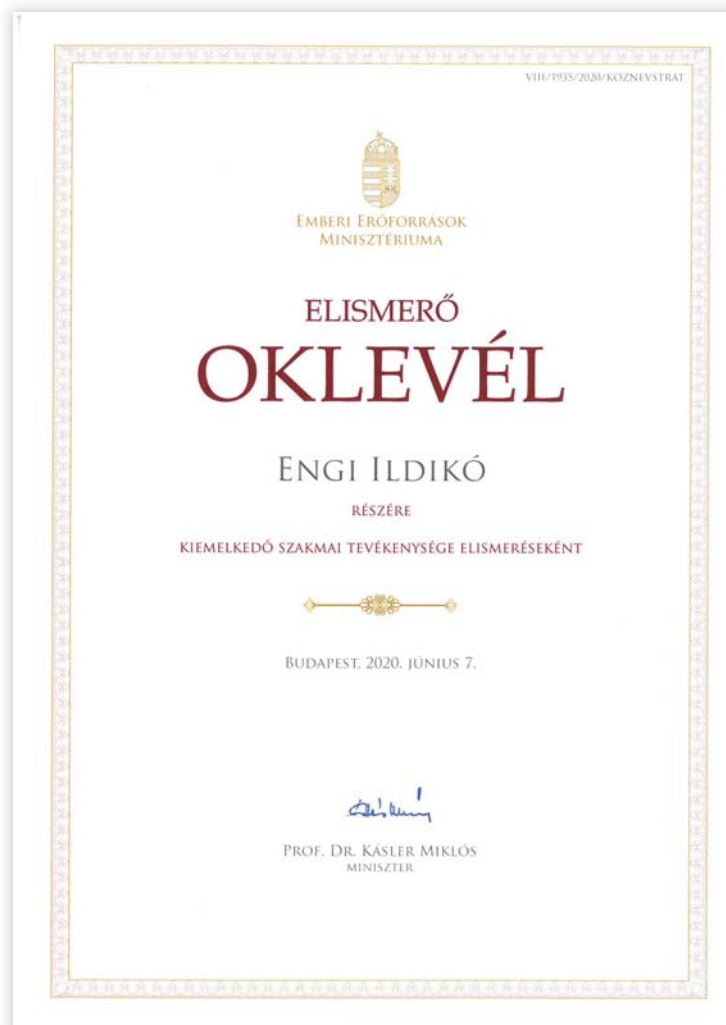 VIII/1935/2020/KOZNEVSTRAT
EMBERI ERŐFORRÁSOK
MINISZTÉRIUMA
ELISMERŐ
OKLEVÉL
ENGI ILDIKÓ
RÉSZÉRE
KIEMELKEDŐ SZAKMAI TEVÉKENYSÉGE ELISMERÉSEKÉNT
BUDAPEST, 2020. JÚNIUS 7.
PROF. DR. KÁSLER MIKLÓS
MINISZTER